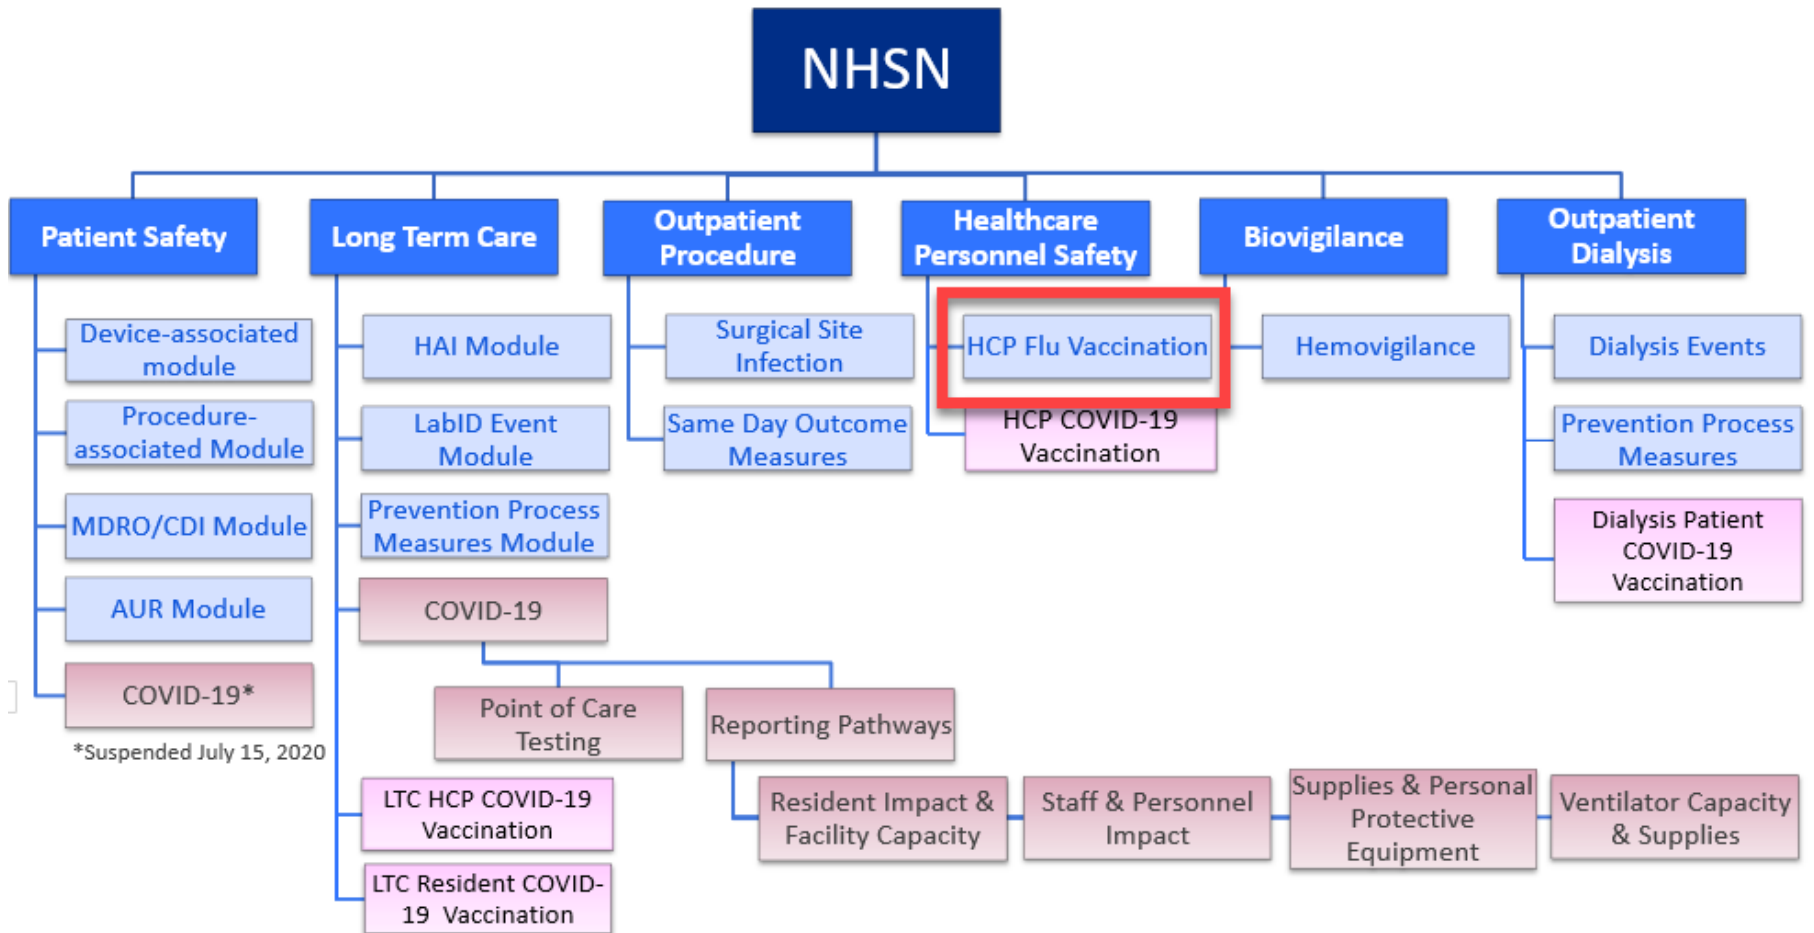 NHSN
Patient Safety
Long Term Care
Outpatient
Procedure
Healthcare
Personnel Safety
Biovigilance
Outpatient
Dialysis
Device-associated
module
Procedure-
associated Module
MDRO/CDI Module
AUR Module
COVID-19*
*Suspended July 15, 2020
HAI Module
LabID Event
Module
Prevention Process
Measures Module
COVID-19
Point of Care
Testing
Reporting Pathways
Resident Impact &
Facility Capacity
Staff & Personnel
Impact
Supplies & Personal
Protective
Equipment
Ventilator Capacity
& Supplies
LTC HCP COVID-19
Vaccination
LTC Resident COVID-
19 Vaccination
Surgical Site
Infection
Same Day Outcome
Measures
HCP Flu Vaccination
HCP COVID-19
Vaccination
Hemovigilance
Dialysis Events
Prevention Process
Measures
Dialysis Patient
COVID-19
Vaccination